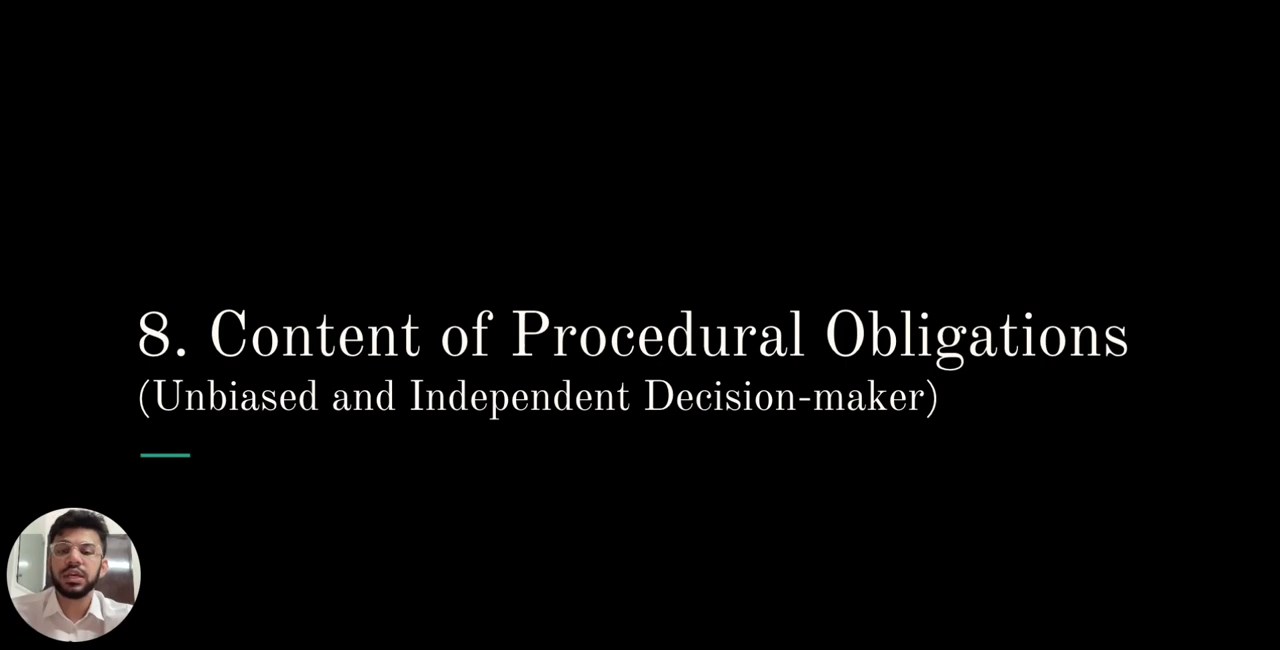 8. Content of Procedural Obligations
(Unbiased and Independent Decision-maker)